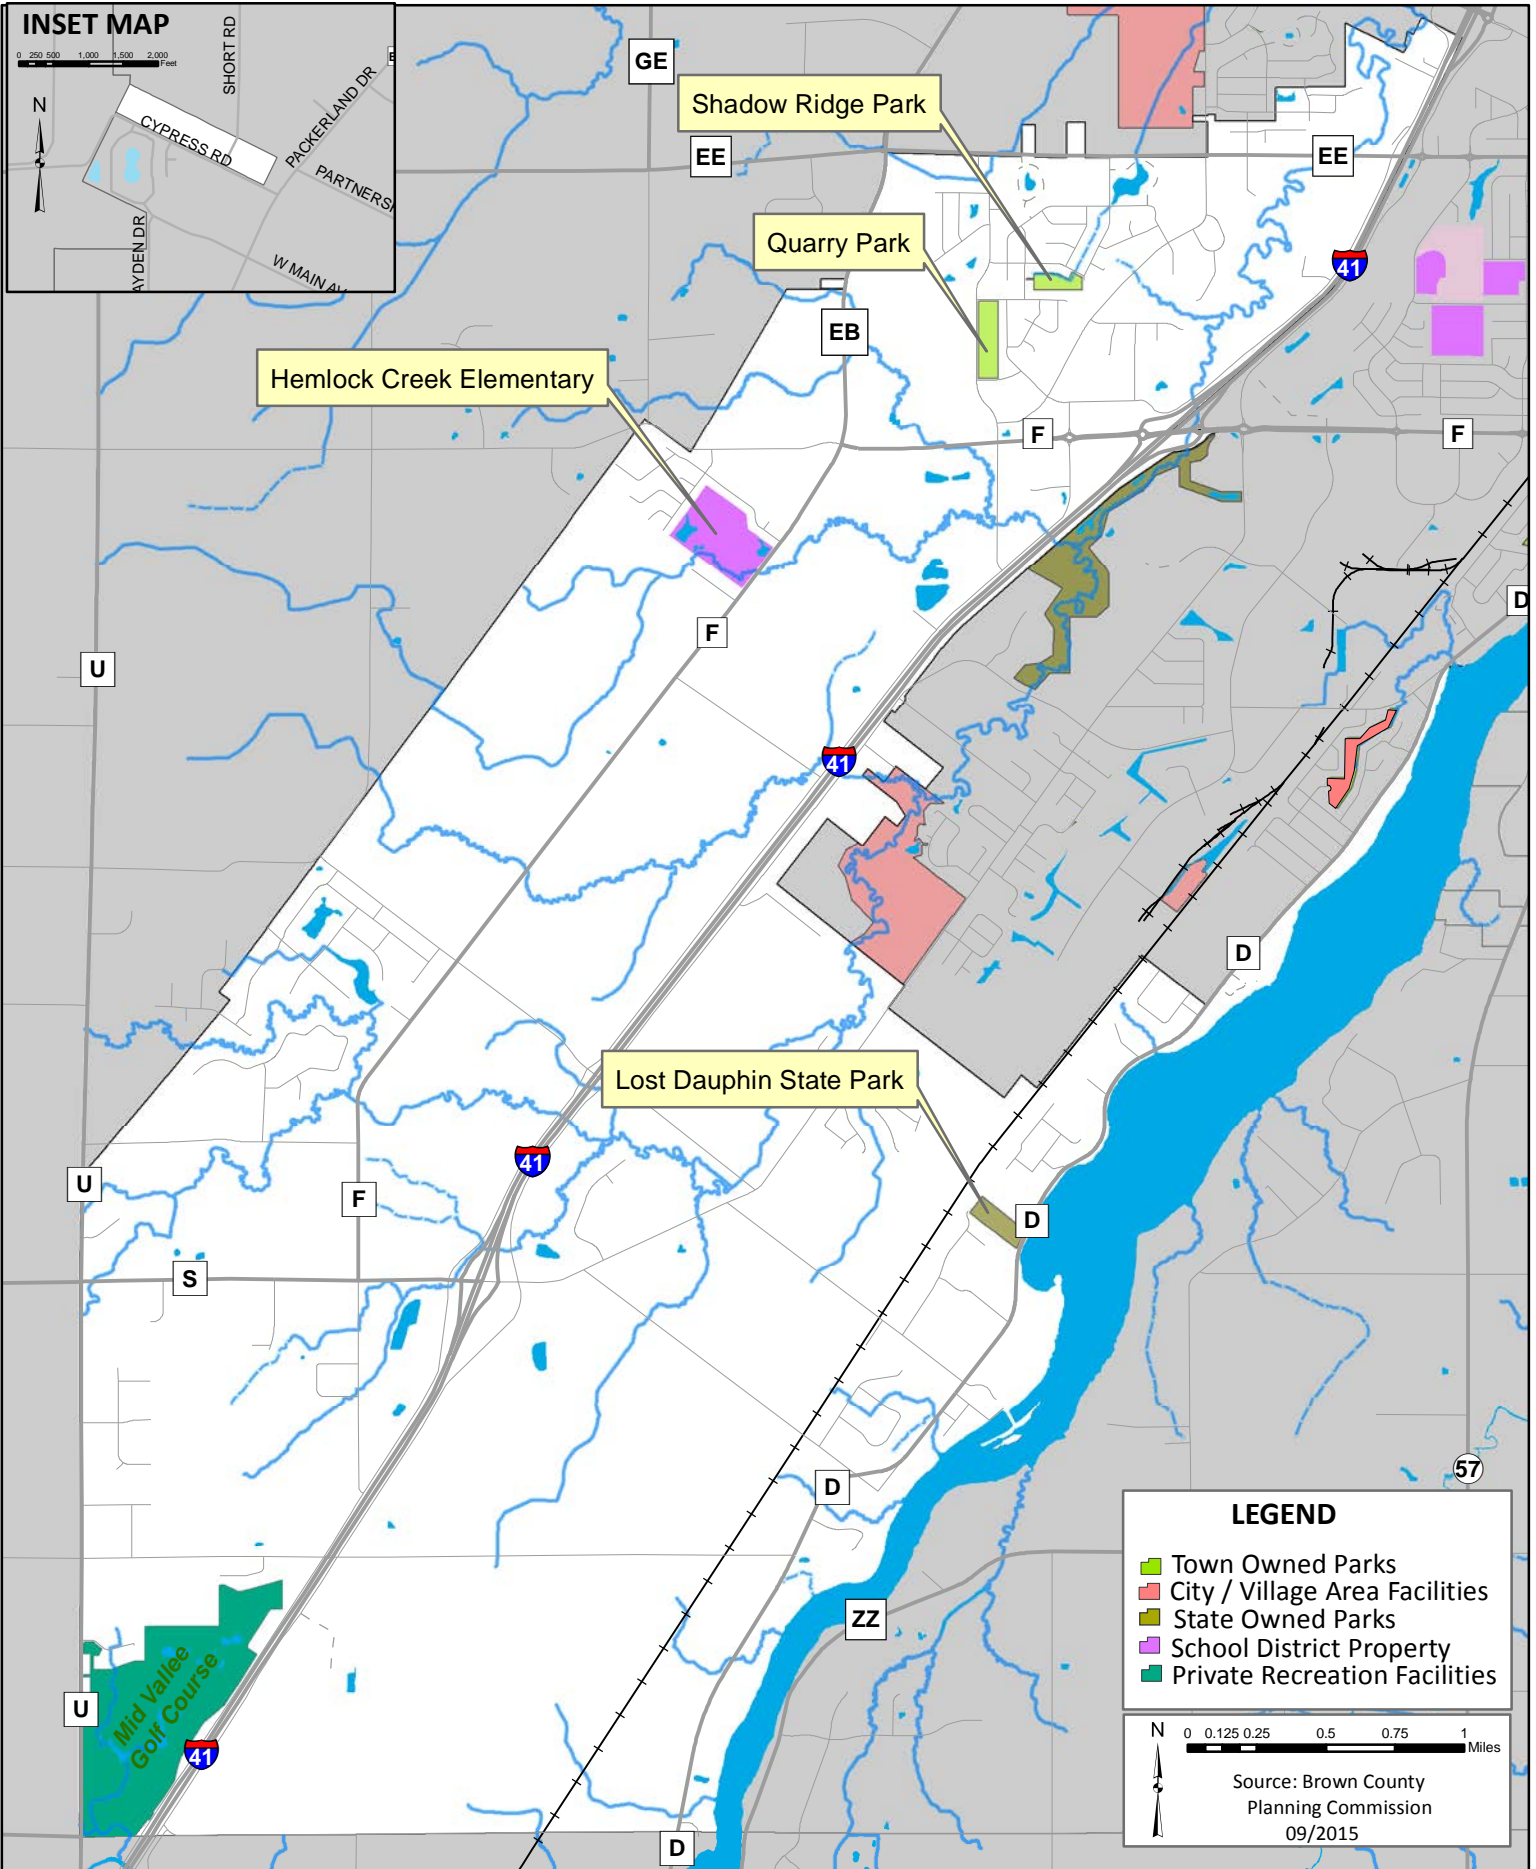 INSET MAP
0 250 500 1,000 1,500 2,000
Feet
N
SHORT RD
PACKERLAND DR
CYPRESS RD
AYDEN DR
W MAIN AV
GE
Shadow Ridge Park
EE
EE
Quarry Park
41
EB
Hemlock Creek Elementary
F
F
D
F
U
41
D
Lost Dauphin State Park
41
U
F
D
S
57
D
LEGEND
Town Owned Parks
City / Village Area Facilities
State Owned Parks
School District Property
Private Recreation Facilities
ZZ
Mid Vallee
Golf Course
U
41
N
0 0.125 0.25 0.5 0.75 1
Miles
Source: Brown County
Planning Commission
09/2015
D